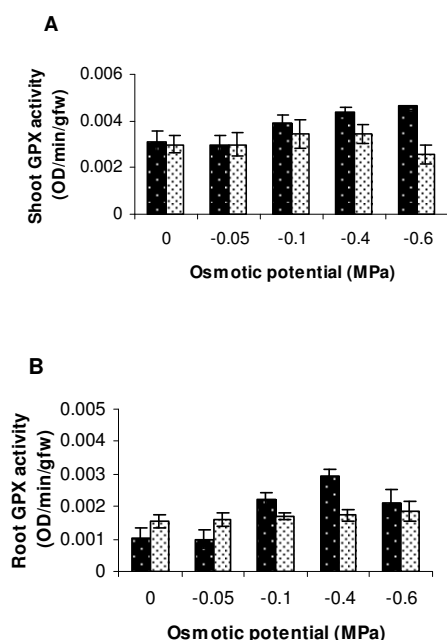 A
Shoot GPX activity
(OD/min/gfw)
0.006
0.004
0.002
0
0 -0.05 -0.1 -0.4 -0.6
Osmotic potential (MPa)
B
Root GPX activity
(OD/min/gfw)
0.005
0.004
0.003
0.002
0.001
0
0 -0.05 -0.1 -0.4 -0.6
Osmotic potential (MPa)